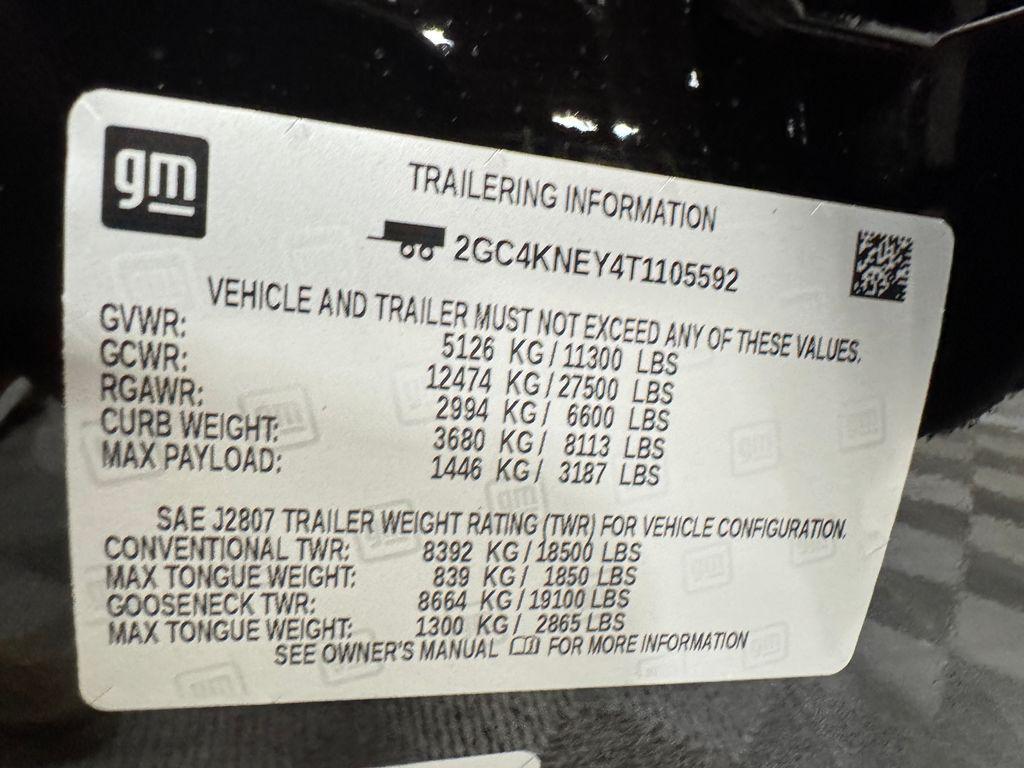 gm
TRAILERING INFORMATION
2GC4KNEY4T1105592
VEHICLE AND TRAILER MUST NOT EXCEED ANY OF THESE VALUES.
GVWR: 5126 KG/11300 LBS
GCWR: 12474 KG/27500 LBS
RGAWR: 2994 KG/ 6600 LBS
CURB WEIGHT: 3680 KG/ 8113 LBS
MAX PAYLOAD: 1446 KG/ 3187 LBS
SAE J2807 TRAILER WEIGHT RATING (TWR) FOR VEHICLE CONFIGURATION.
CONVENTIONAL TWR: 8392 KG/18500 LBS
MAX TONGUE WEIGHT: 839 KG/ 1850 LBS
GOOSENECK TWR: 8664 KG/19100 LBS
MAX TONGUE WEIGHT: 1300 KG/ 2865 LBS
SEE OWNER'S MANUAL FOR MORE INFORMATION